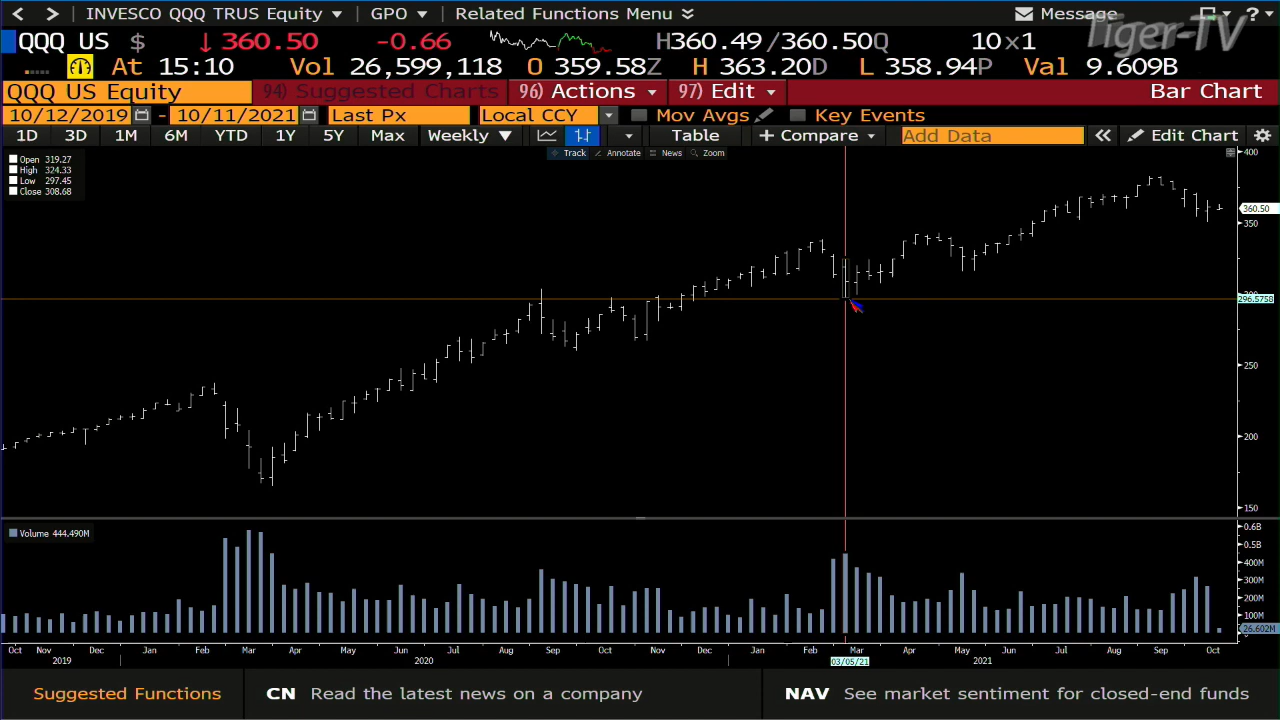 < > INVESCO QQQ TRUS Equity GPO Related Functions Menu Message ?
Tiger-TV
QQQ US $ ↓ 360.50 -0.66 H360.49/360.50Q 10×1
At 15:10 Vol 26,599,118 O 359.58Z H 363.20D L 358.94P Val 9.609B
QQQ US Equity 94) Suggested Charts 96) Actions 97) Edit Bar Chart
10/12/2019 - 10/11/2021 Last Px Local CCY Mov Avgs Key Events
1D 3D 1M 6M YTD 1Y 5Y Max Weekly Table + Compare Add Data « Edit Chart
Track Annotate News Zoom
Open 319.27
High 324.33
Low 297.45
Close 308.68
400
360.50
350
300
296.5758
250
200
150
Volume 444.490M
0.6B
0.5B
400M
300M
200M
100M
26.602M
Oct Nov Dec Jan Feb Mar Apr May Jun Jul Aug Sep Oct Nov Dec Jan Feb Mar Apr May Jun Jul Aug Sep Oct
2019 2020 03/05/21 2021
Suggested Functions CN Read the latest news on a company NAV See market sentiment for closed-end funds